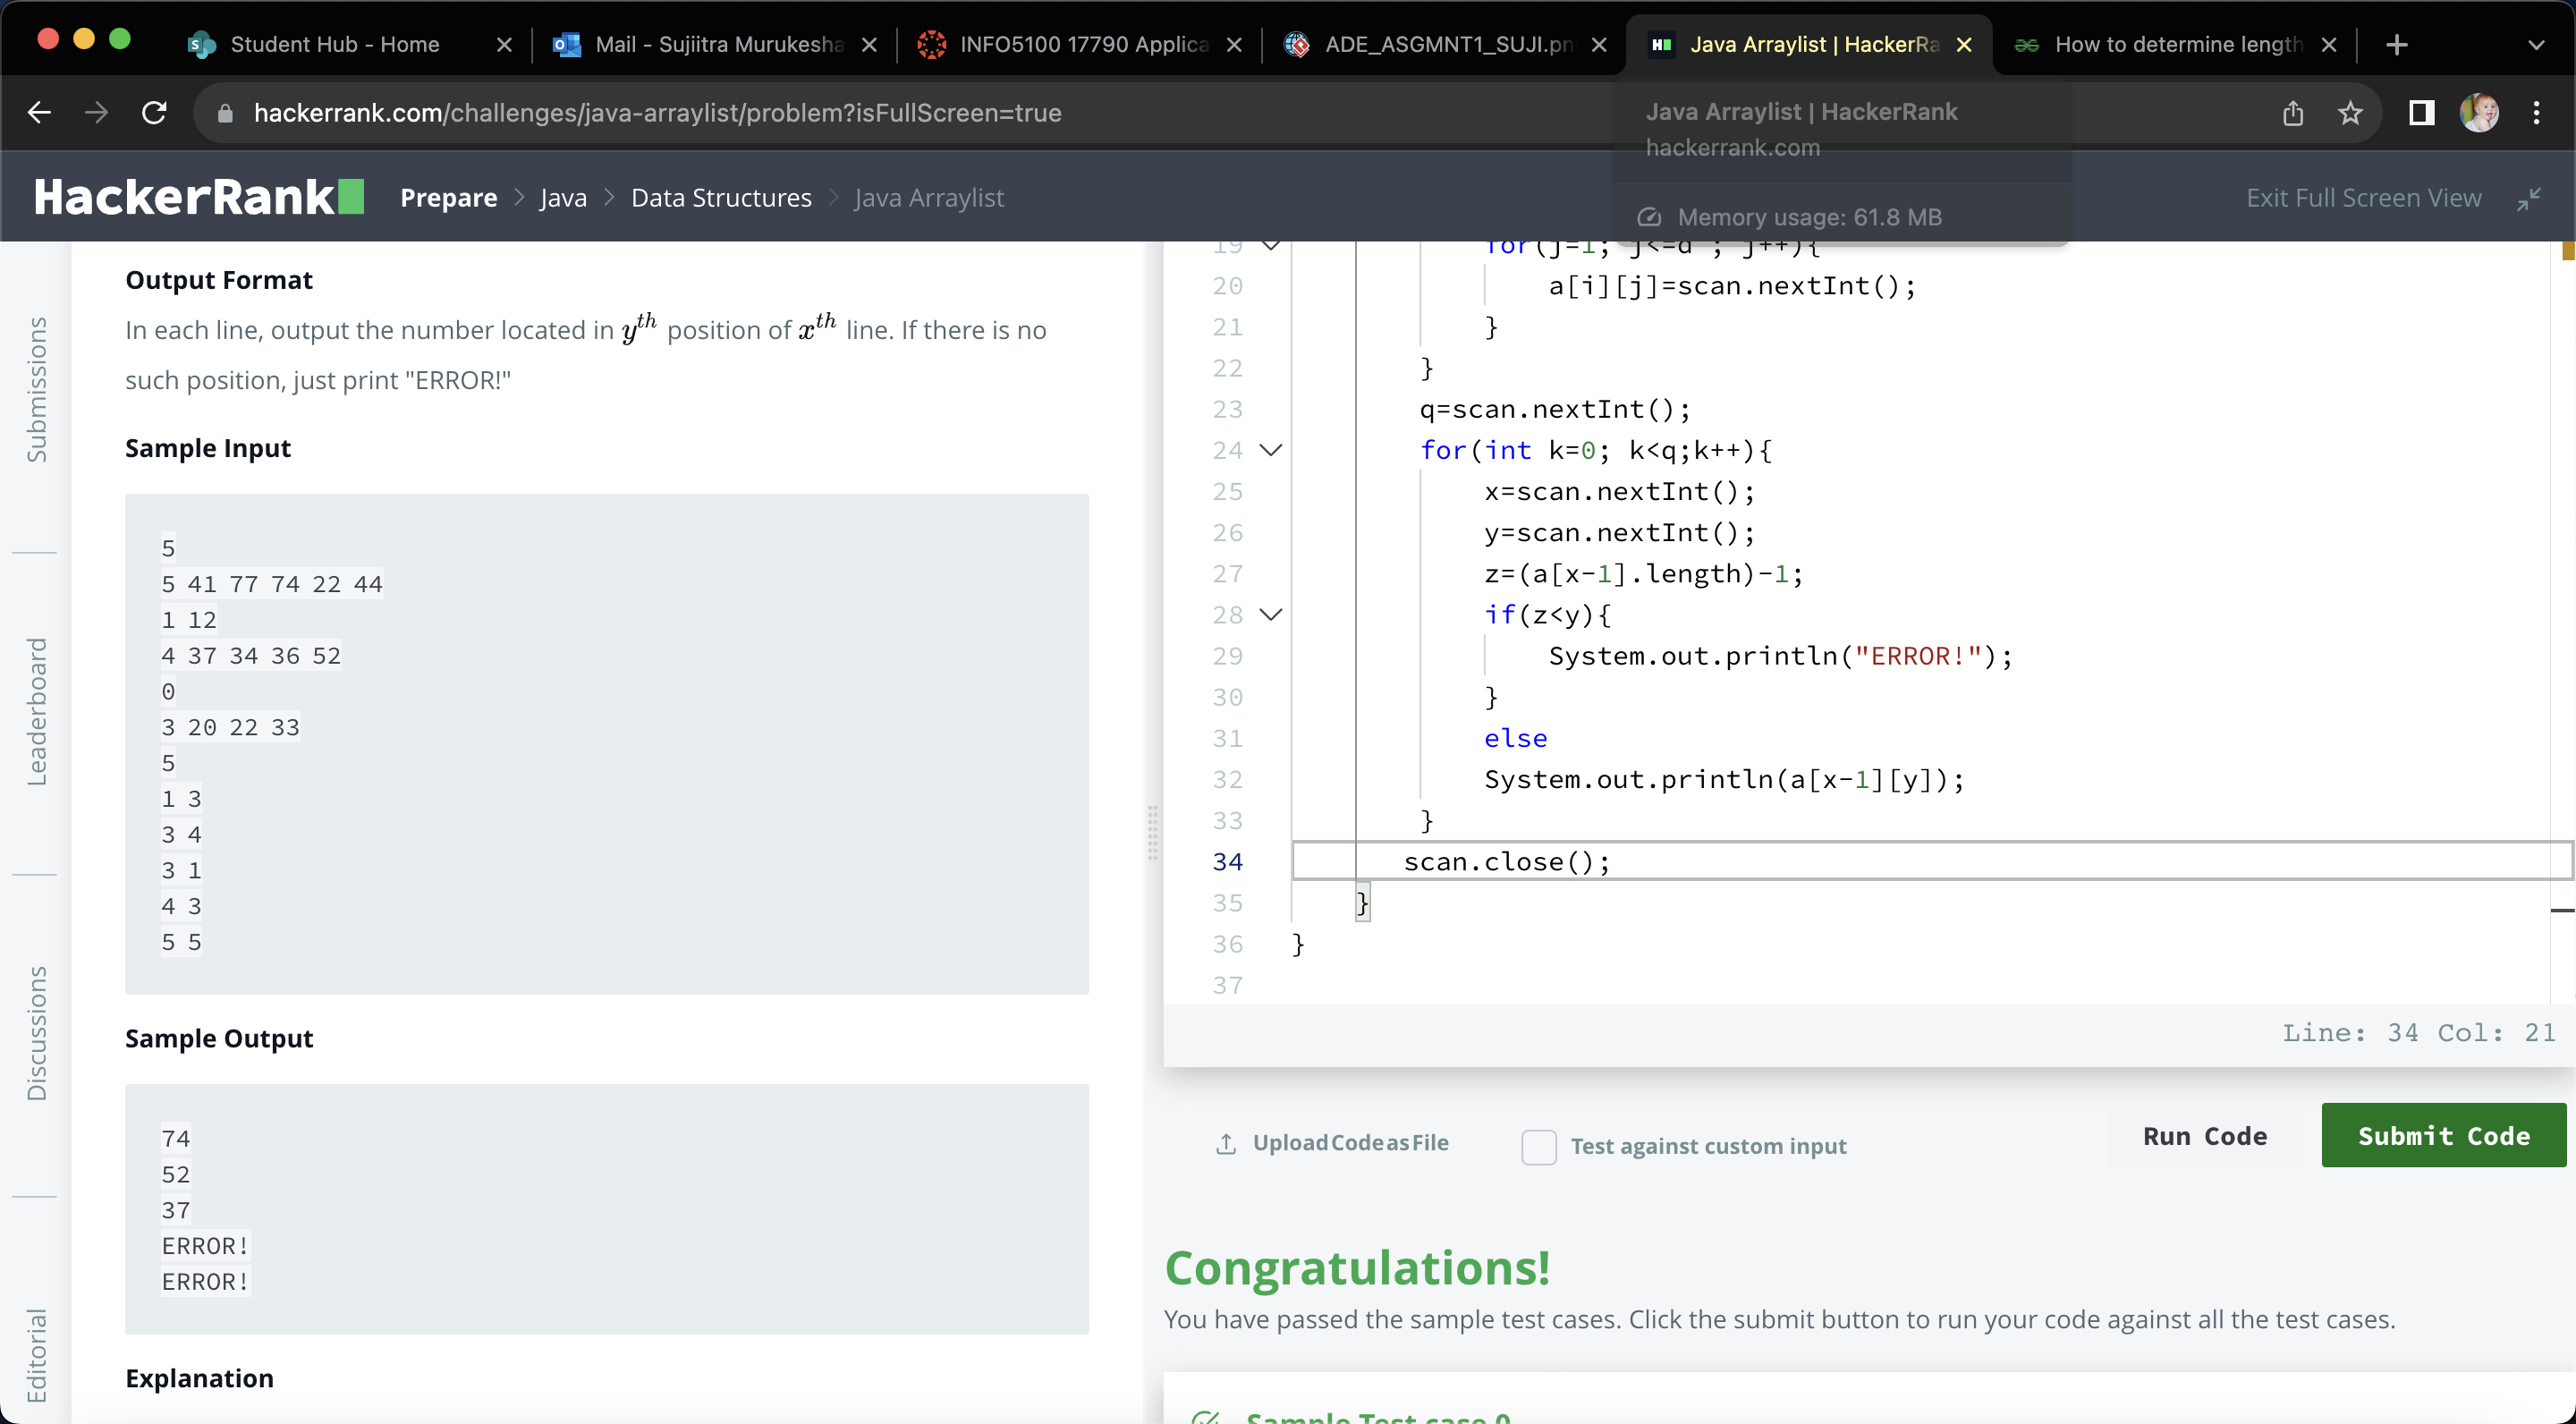 Student Hub - Home
Mail - Sujiitra Murukesha
INFO5100 17790 Applica
ADE_ASGMNT1_SUJI.pn
Java Arraylist | HackerRa
How to determine length
hackerrank.com/challenges/java-arraylist/problem?isFullScreen=true
Java Arraylist | HackerRank
hackerrank.com
Memory usage: 61.8 MB
HackerRank
Prepare > Java > Data Structures > Java Arraylist
Exit Full Screen View
Submissions
Leaderboard
Discussions
Editorial
Output Format
In each line, output the number located in y^th position of x^th line. If there is no
such position, just print "ERROR!"
Sample Input
5
5 41 77 74 22 44
1 12
4 37 34 36 52
0
3 20 22 33
5
1 3
3 4
3 1
4 3
5 5
Sample Output
74
52
37
ERROR!
ERROR!
Explanation
19 for(j=1; j<=d ; j++){
20 a[i][j]=scan.nextInt();
21 }
22 }
23 q=scan.nextInt();
24 for(int k=0; k<q;k++){
25 x=scan.nextInt();
26 y=scan.nextInt();
27 z=(a[x-1].length)-1;
28 if(z<y){
29 System.out.println("ERROR!");
30 }
31 else
32 System.out.println(a[x-1][y]);
33 }
34 scan.close();
35 }
36 }
37
Line: 34 Col: 21
Upload Code as File
Test against custom input
Run Code
Submit Code
Congratulations!
You have passed the sample test cases. Click the submit button to run your code against all the test cases.
Sample Test case 0